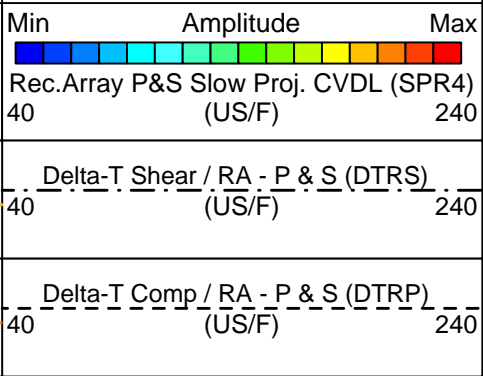 Min Amplitude Max
Rec.Array P&S Slow Proj. CVDL (SPR4)
40 (US/F) 240
Delta-T Shear / RA - P & S (DTRS)
40 (US/F) 240
Delta-T Comp / RA - P & S (DTRP)
40 (US/F) 240